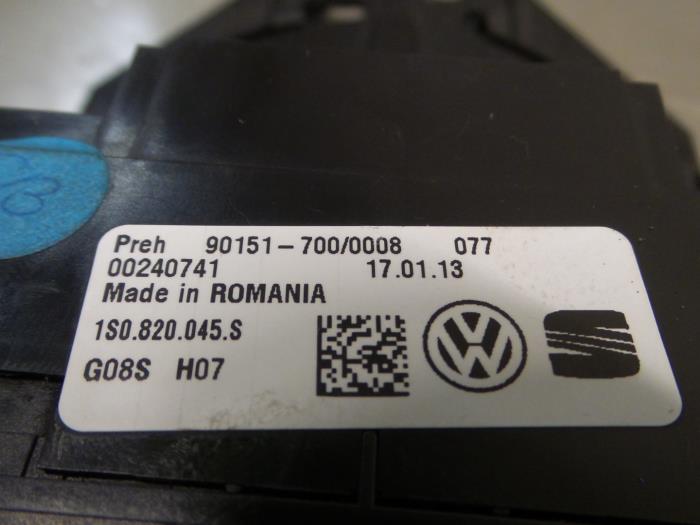 Preh 90151-700/0008 077
00240741 17.01.13
Made in ROMANIA
1S0.820.045.S
G08S H07